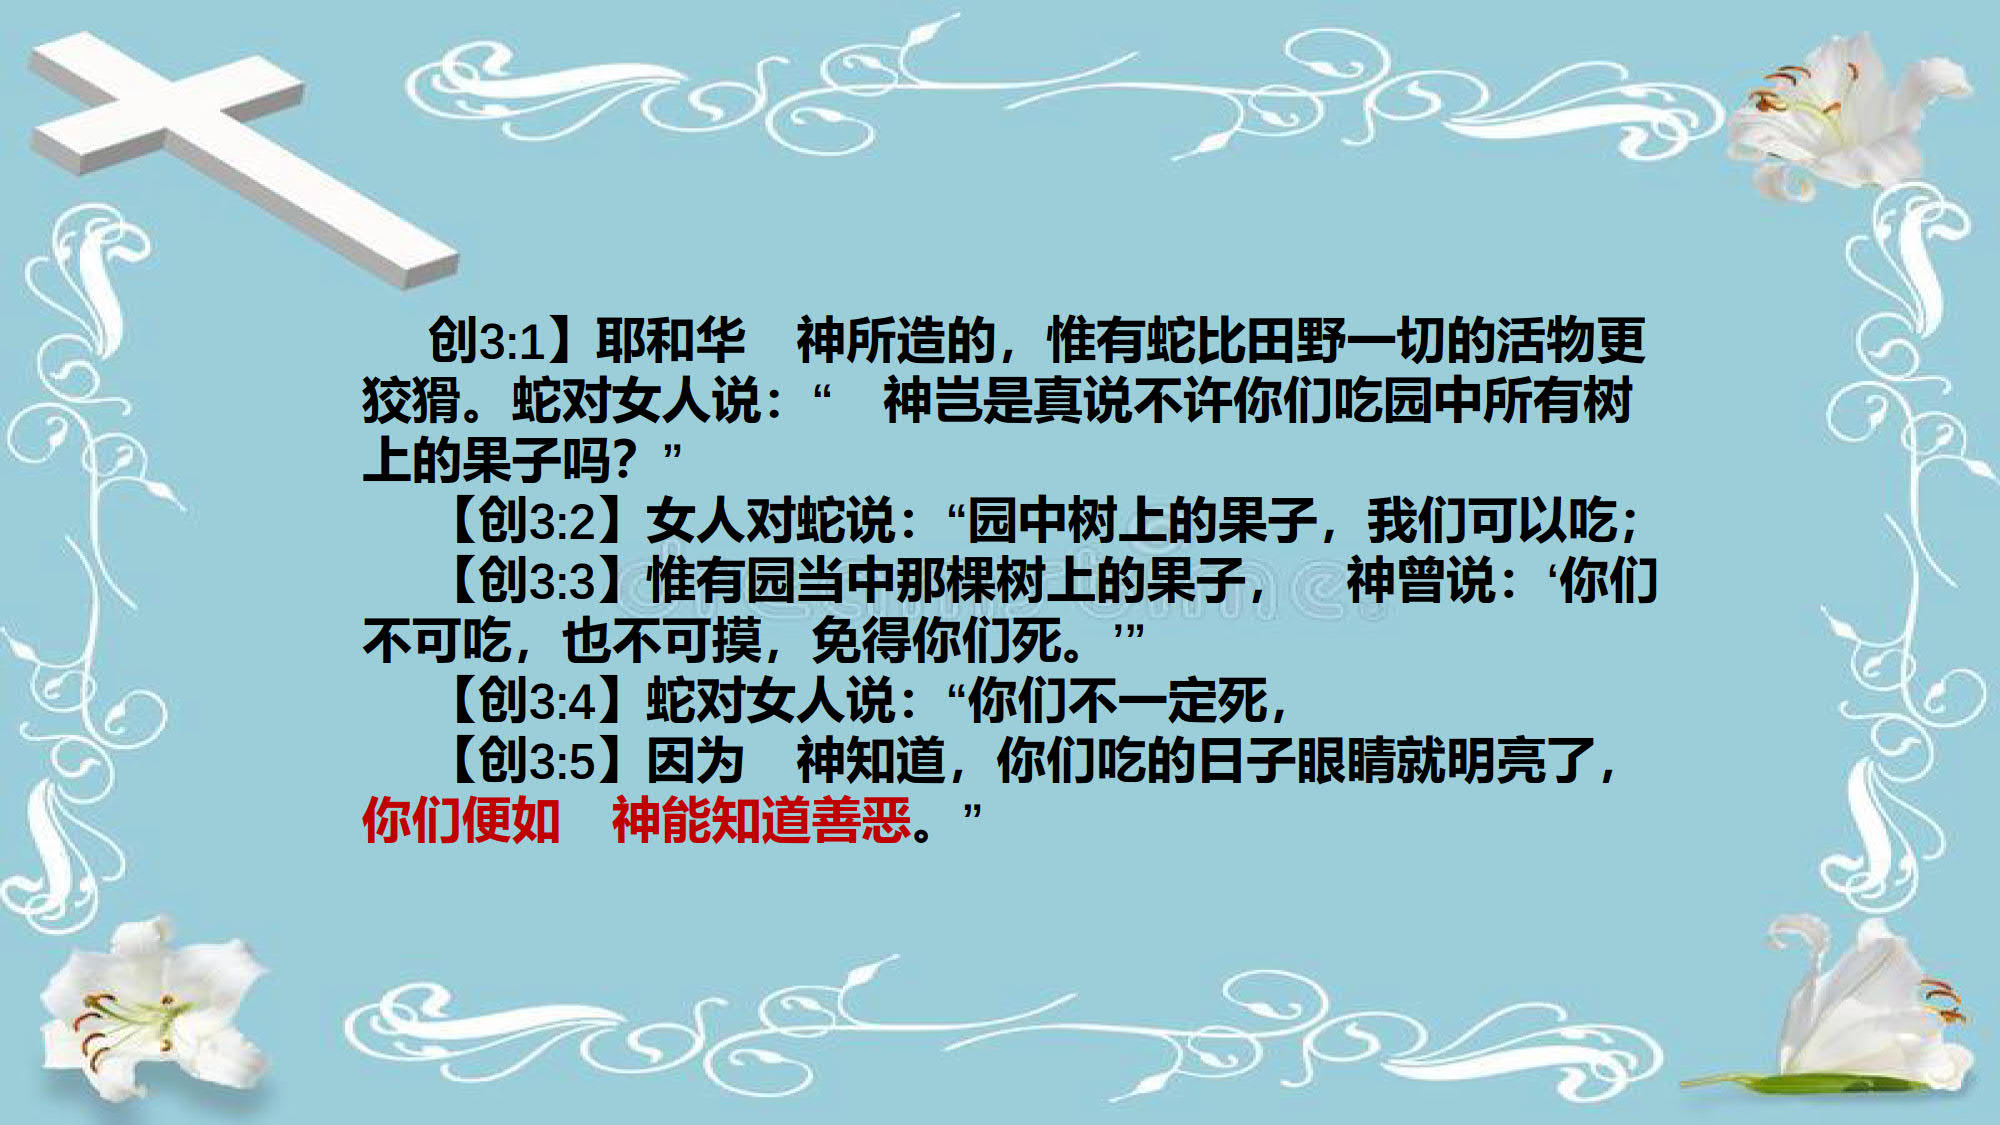 创3:1】耶和华　神所造的，惟有蛇比田野一切的活物更
狡猾。蛇对女人说：“　神岂是真说不许你们吃园中所有树
上的果子吗？”
【创3:2】女人对蛇说：“园中树上的果子，我们可以吃；
【创3:3】惟有园当中那棵树上的果子，　神曾说：‘你们
不可吃，也不可摸，免得你们死。’”
【创3:4】蛇对女人说：“你们不一定死，
【创3:5】因为　神知道，你们吃的日子眼睛就明亮了，
你们便如　神能知道善恶。”